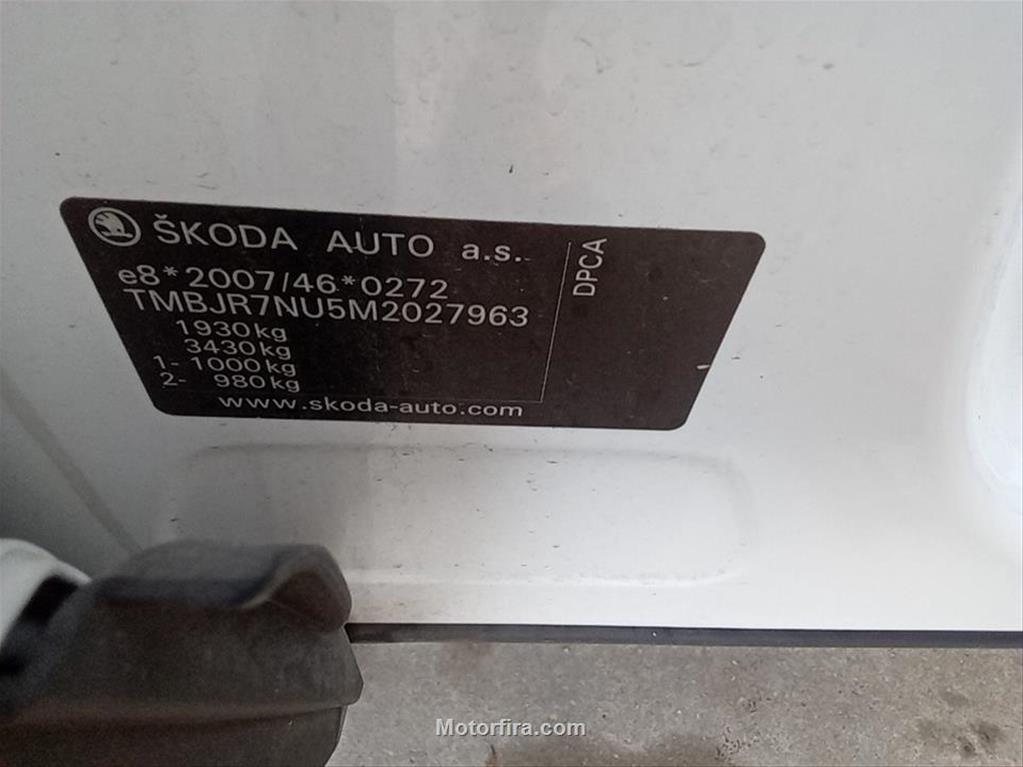 ŠKODA AUTO a.s.
e8*2007/46*0272
TMBJR7NU5M2027963
1930kg
3430kg
1- 1000kg
2- 980kg
www.skoda-auto.com
DPCA
Motorfira.com